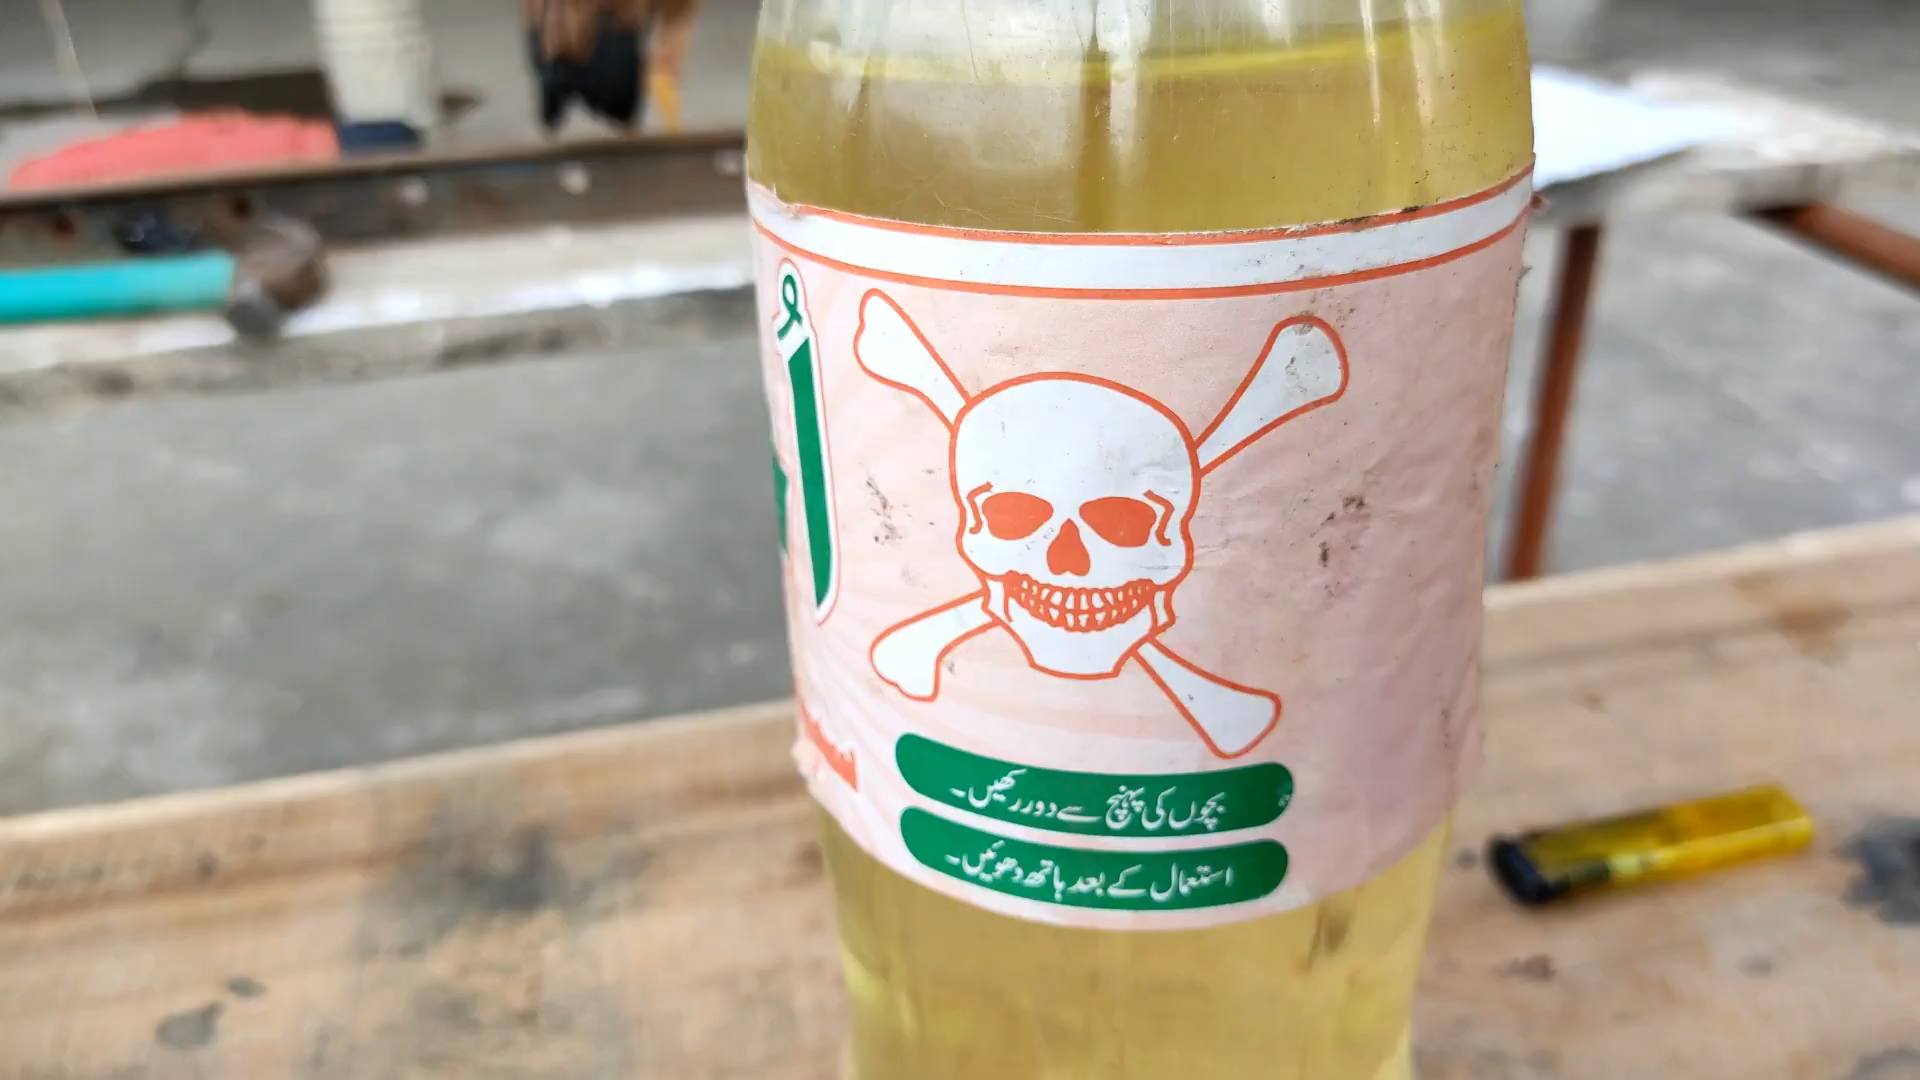 بچوں کی پہنچ سے دور رکھیں۔
استعمال کے بعد ہاتھ دھوئیں۔